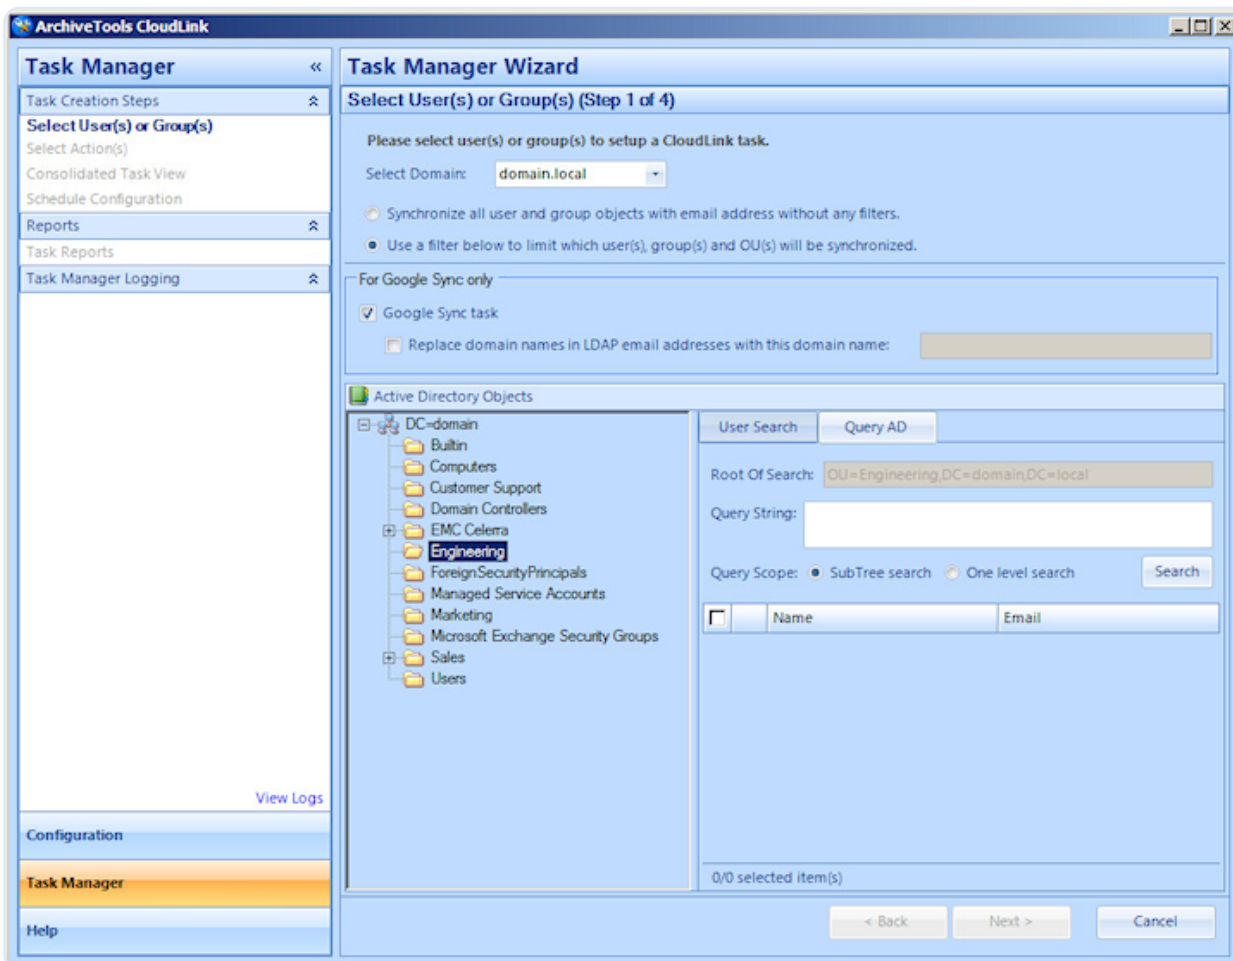 ArchiveTools CloudLink
Task Manager «
Task Creation Steps
Select User(s) or Group(s)
Select Action(s)
Consolidated Task View
Schedule Configuration
Reports
Task Reports
Task Manager Logging
View Logs
Configuration
Task Manager
Help
Task Manager Wizard
Select User(s) or Group(s) (Step 1 of 4)
Please select user(s) or group(s) to setup a CloudLink task.
Select Domain: domain.local
Synchronize all user and group objects with email address without any filters.
Use a filter below to limit which user(s), group(s) and OU(s) will be synchronized.
For Google Sync only
Google Sync task
Replace domain names in LDAP email addresses with this domain name:
Active Directory Objects
DC=domain
Builtin
Computers
Customer Support
Domain Controllers
EMC Celerra
Engineering
ForeignSecurityPrincipals
Managed Service Accounts
Marketing
Microsoft Exchange Security Groups
Sales
Users
User Search Query AD
Root Of Search: OU=Engineering,DC=domain,DC=local
Query String:
Query Scope: SubTree search One level search Search
Name Email
0/0 selected item(s)
< Back Next > Cancel